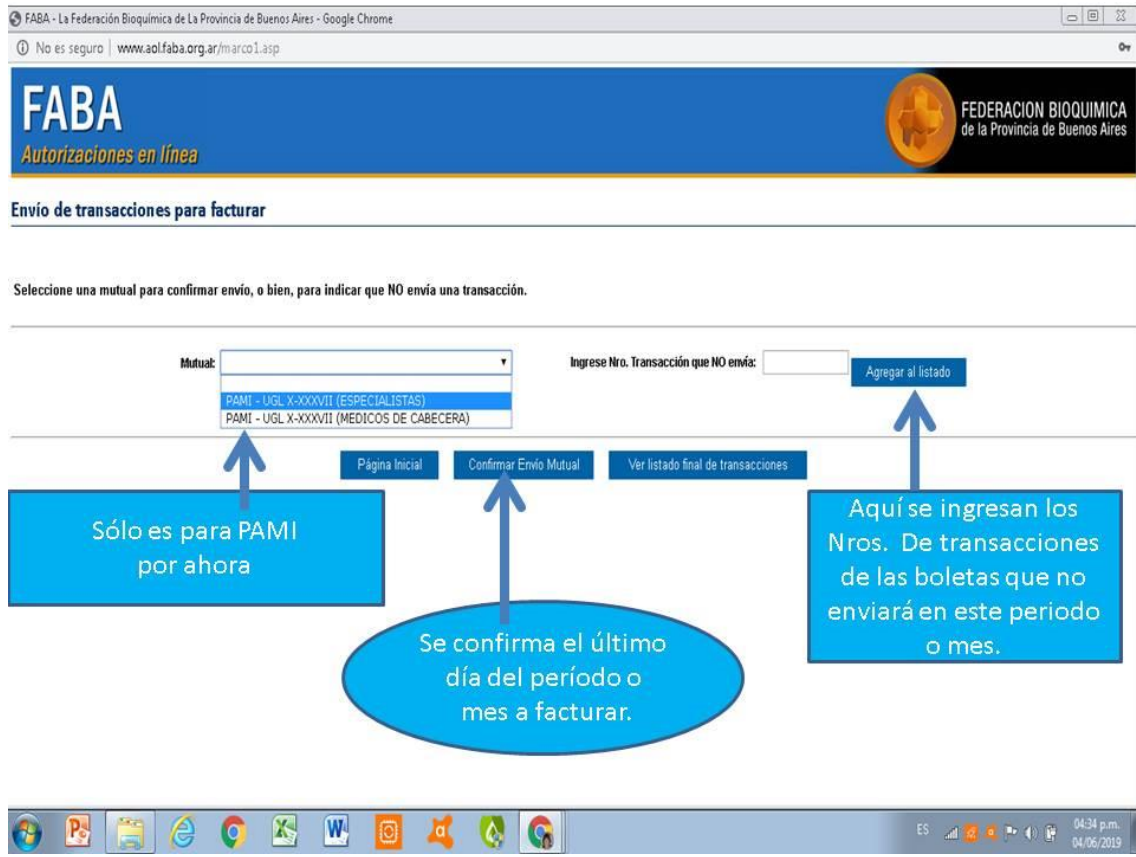 FABA - La Federación Bioquímica de La Provincia de Buenos Aires - Google Chrome
No es seguro | www.aol.faba.org.ar/marco1.asp
FABA
Autorizaciones en línea
FEDERACION BIOQUIMICA
de la Provincia de Buenos Aires
Envío de transacciones para facturar
Seleccione una mutual para confirmar envío, o bien, para indicar que NO envía una transacción.
Mutual:
Ingrese Nro. Transacción que NO envía:
Agregar al listado
PAMI - UGL X-XXXVII (ESPECIALISTAS)
PAMI - UGL X-XXXVII (MEDICOS DE CABECERA)
Página Inicial
Confirmar Envío Mutual
Ver listado final de transacciones
Sólo es para PAMI
por ahora
Se confirma el último
día del período o
mes a facturar.
Aquí se ingresan los
Nros. De transacciones
de las boletas que no
enviará en este periodo
o mes.
ES
04:34 p.m.
04/06/2019